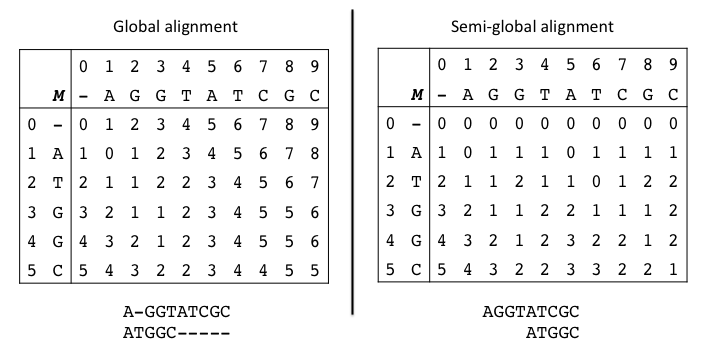 Global alignment
0 1 2 3 4 5 6 7 8 9
M – A G G T A T C G C
0 – 0 1 2 3 4 5 6 7 8 9
1 A 1 0 1 2 3 4 5 6 7 8
2 T 2 1 1 2 2 3 4 5 6 7
3 G 3 2 1 1 2 3 4 5 5 6
4 G 4 3 2 1 2 3 4 5 5 6
5 C 5 4 3 2 2 3 4 4 5 5
A-GGTATCGC
ATGGC-----
Semi-global alignment
0 1 2 3 4 5 6 7 8 9
M – A G G T A T C G C
0 – 0 0 0 0 0 0 0 0 0 0
1 A 1 0 1 1 1 0 1 1 1 1
2 T 2 1 1 2 1 1 0 1 2 2
3 G 3 2 1 1 2 2 1 1 1 2
4 G 4 3 2 1 2 3 2 2 1 2
5 C 5 4 3 2 2 3 3 2 2 1
AGGTATCGC
ATGGC